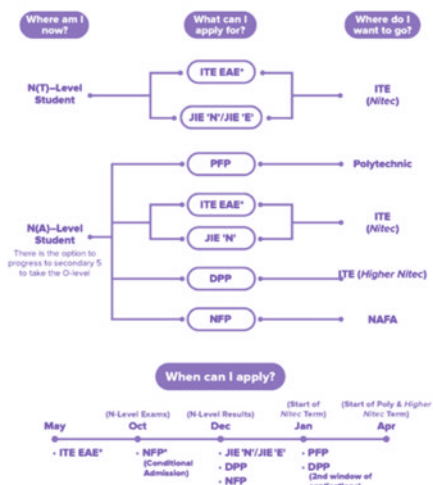 Where am I
now?
What can I
apply for?
Where do I
want to go?
N(T)–Level
Student
ITE EAE*
JIE 'N'/JIE 'E'
ITE
(Nitec)
PFP
Polytechnic
N(A)–Level
Student
There is the option to
progress to secondary 5
to take the O-level
ITE EAE*
JIE 'N'
ITE
(Nitec)
DPP
ITE (Higher Nitec)
NFP
NAFA
When can I apply?
(N-Level Exams)
(N-Level Results)
(Start of
Nitec Term)
(Start of Poly & Higher
Nitec Term)
May
Oct
Dec
Jan
Apr
• ITE EAE*
• NFP*
(Conditional
Admission)
• JIE 'N'/JIE 'E'
• DPP
• NFP
• PFP
• DPP
(2nd window of